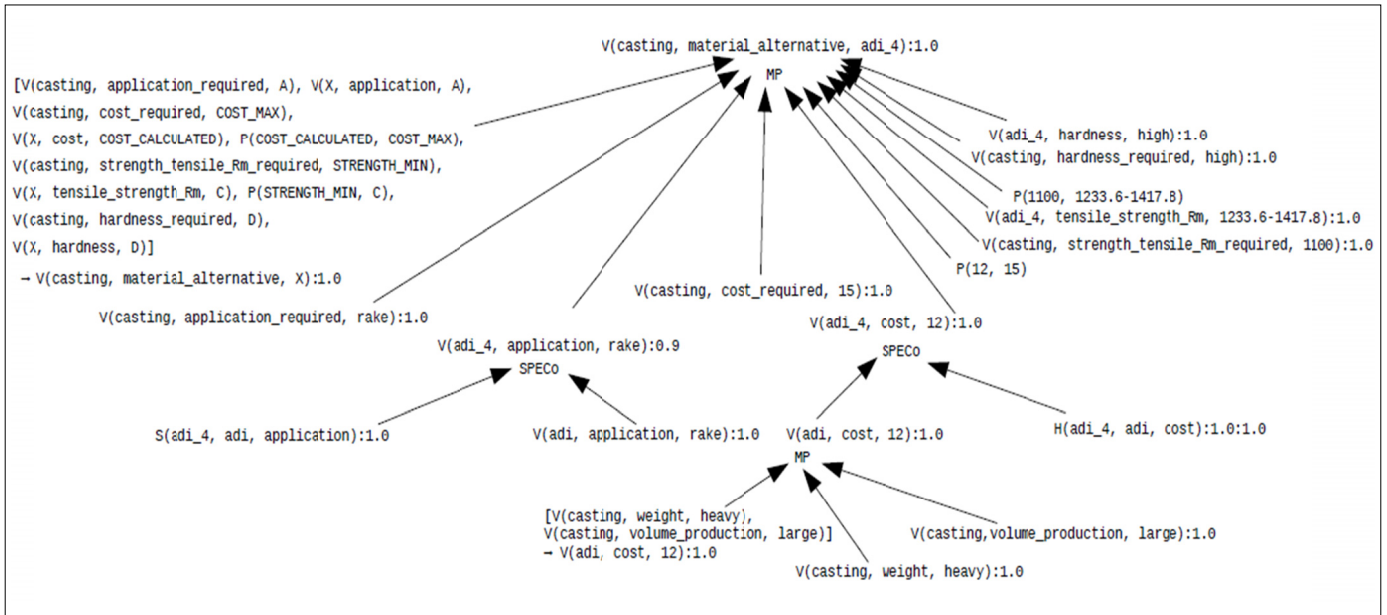 V(casting, material_alternative, adi_4):1.0
MP
[V(casting, application_required, A), V(X, application, A),
V(casting, cost_required, COST_MAX),
V(X, cost, COST_CALCULATED), P(COST_CALCULATED, COST_MAX),
V(casting, strength_tensile_Rm_required, STRENGTH_MIN),
V(X, tensile_strength_Rm, C), P(STRENGTH_MIN, C),
V(casting, hardness_required, D),
V(X, hardness, D)]
→ V(casting, material_alternative, X):1.0
V(adi_4, hardness, high):1.0
V(casting, hardness_required, high):1.0
P(1100, 1233.6-1417.8)
V(adi_4, tensile_strength_Rm, 1233.6-1417.8):1.0
V(casting, strength_tensile_Rm_required, 1100):1.0
P(12, 15)
V(casting, cost_required, 15):1.0
V(casting, application_required, rake):1.0
V(adi_4, cost, 12):1.0
V(adi_4, application, rake):0.9
SPECo
SPECo
S(adi_4, adi, application):1.0
V(adi, application, rake):1.0
V(adi, cost, 12):1.0
H(adi_4, adi, cost):1.0:1.0
MP
[V(casting, weight, heavy),
V(casting, volume_production, large)]
→ V(adi, cost, 12):1.0
V(casting,volume_production, large):1.0
V(casting, weight, heavy):1.0